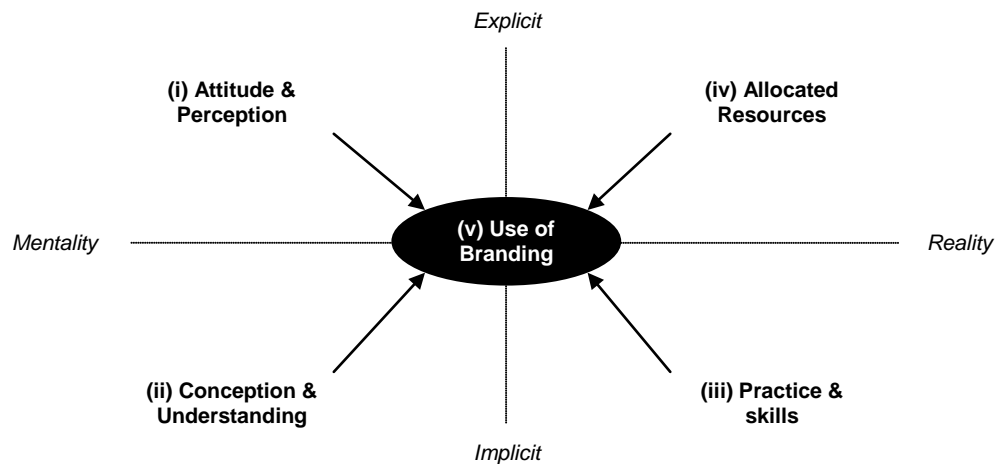 Explicit
(i) Attitude &
Perception
(iv) Allocated
Resources
Mentality
(v) Use of
Branding
Reality
(ii) Conception &
Understanding
(iii) Practice &
skills
Implicit